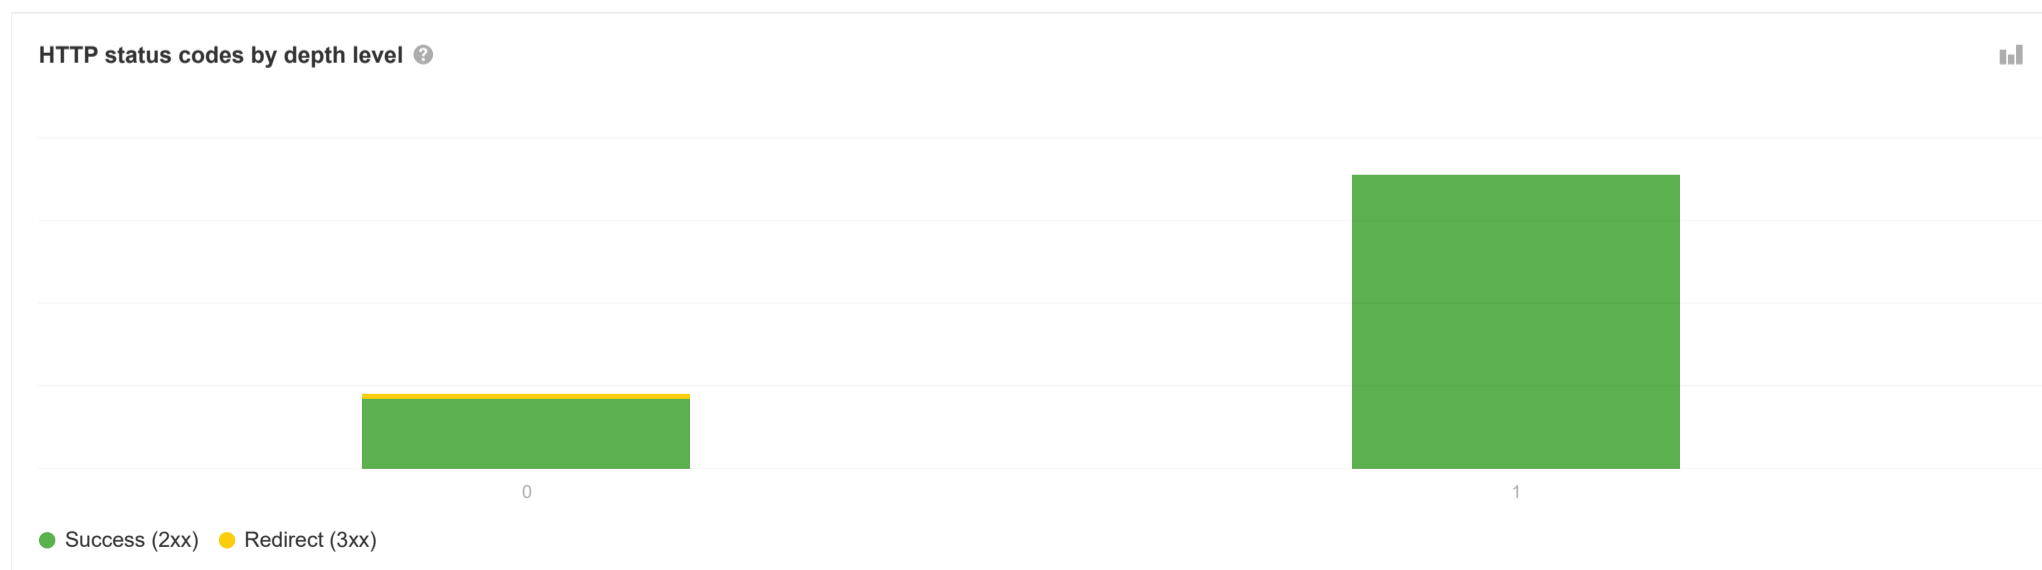 HTTP status codes by depth level ?
0
1
Success (2xx) Redirect (3xx)